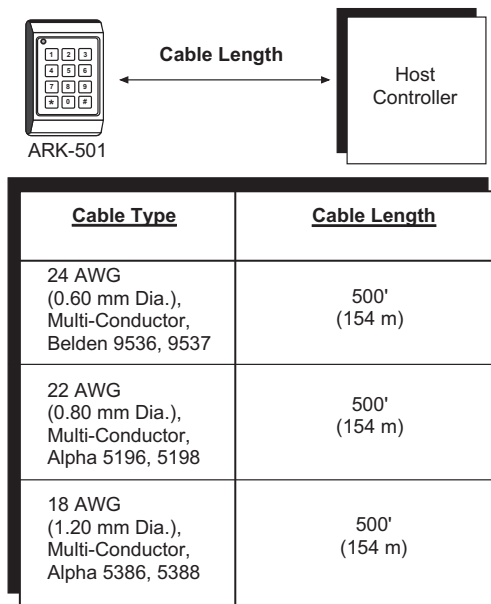 1 2 3
4 5 6
7 8 9
* 0 #
ARK-501
Cable Length
Host
Controller
Cable Type
Cable Length
24 AWG
(0.60 mm Dia.),
Multi-Conductor,
Belden 9536, 9537
500'
(154 m)
22 AWG
(0.80 mm Dia.),
Multi-Conductor,
Alpha 5196, 5198
500'
(154 m)
18 AWG
(1.20 mm Dia.),
Multi-Conductor,
Alpha 5386, 5388
500'
(154 m)